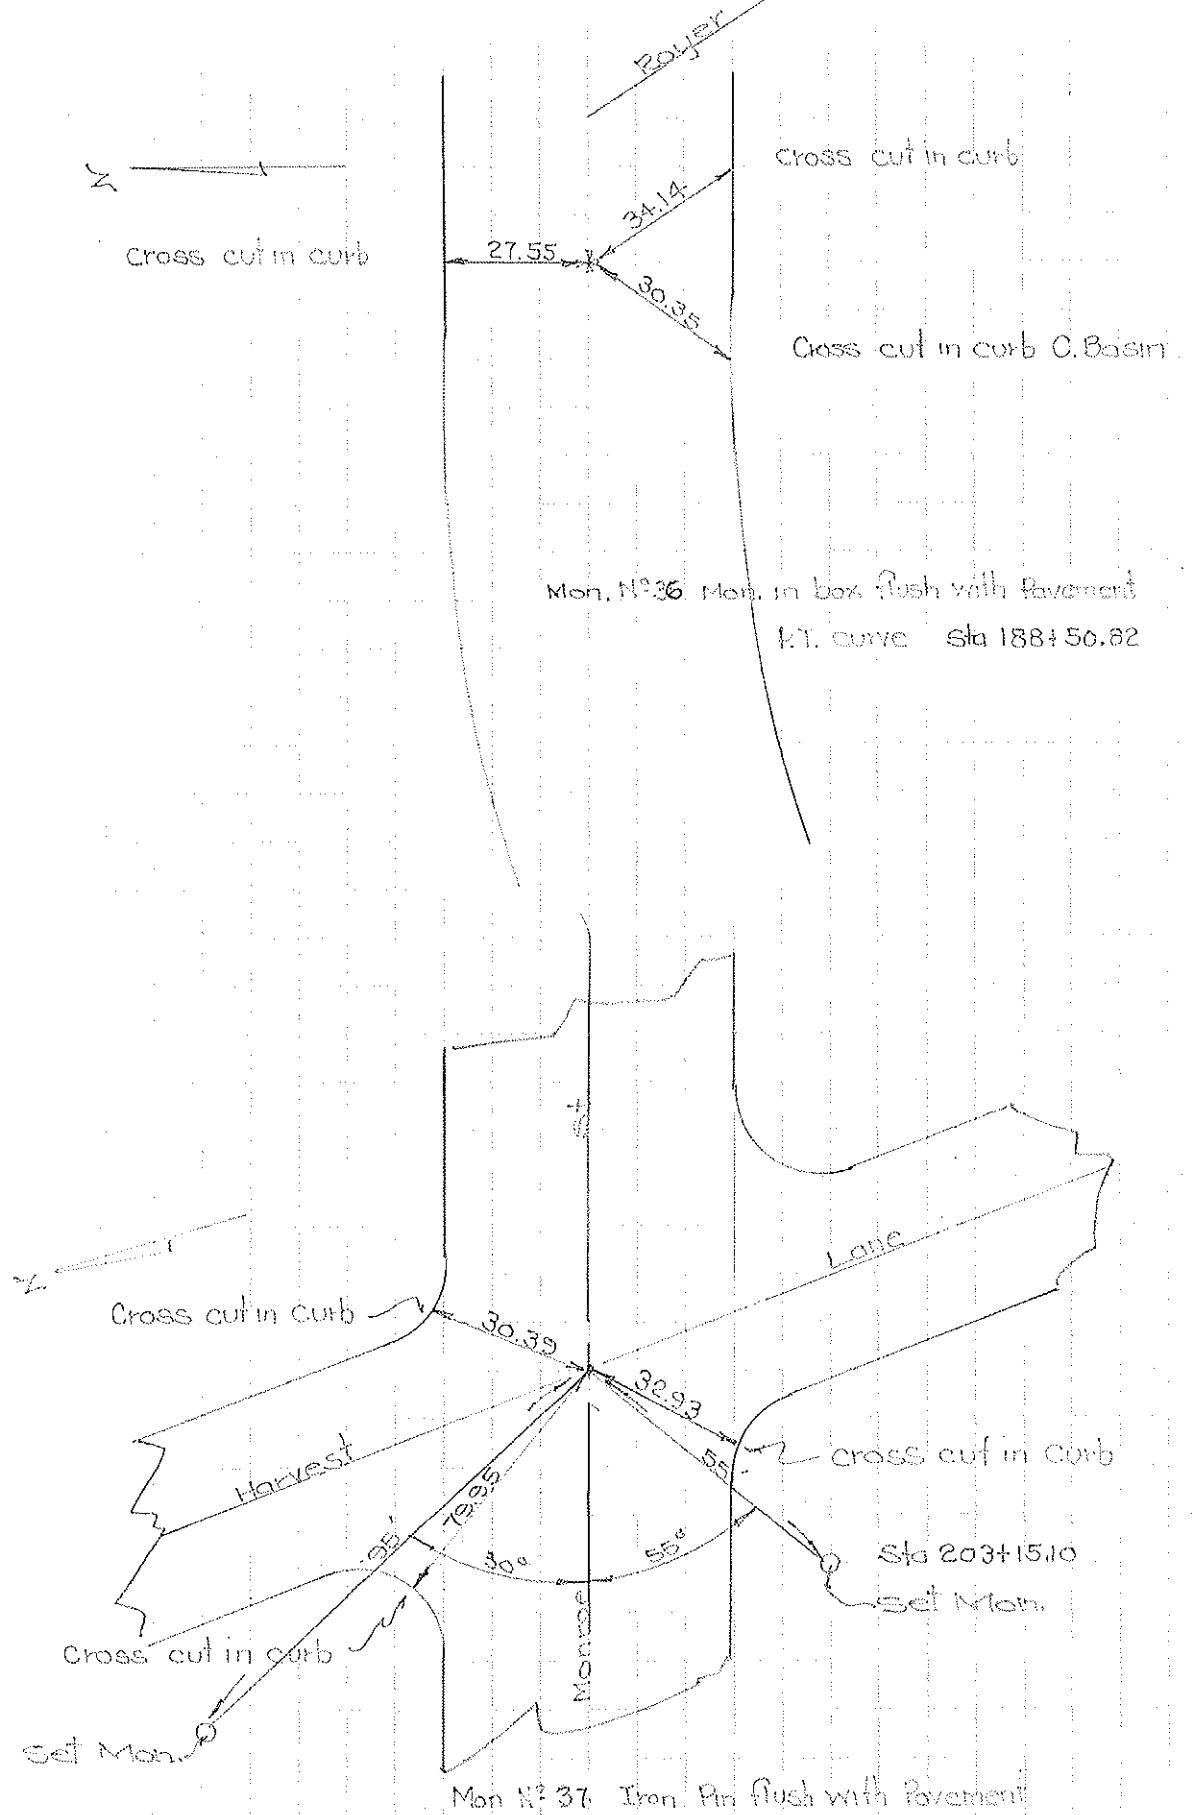 Royer
N
Cross cut in curb
34.14
Cross cut in curb
27.55
30.35
Cross cut in curb C. Basin
Mon. Nº 36 Mon. in box flush with Pavement
P.T. curve Sta 188+50.82
St
Lane
N
Cross cut in curb
30.39
32.93
Cross cut in curb
Harvest
55'
79.95
95'
30°
55°
Sta 203+15.10
Set Mon.
Monroe
Cross cut in curb
Set Mon.
Mon Nº 37 Iron Pin flush with Pavement